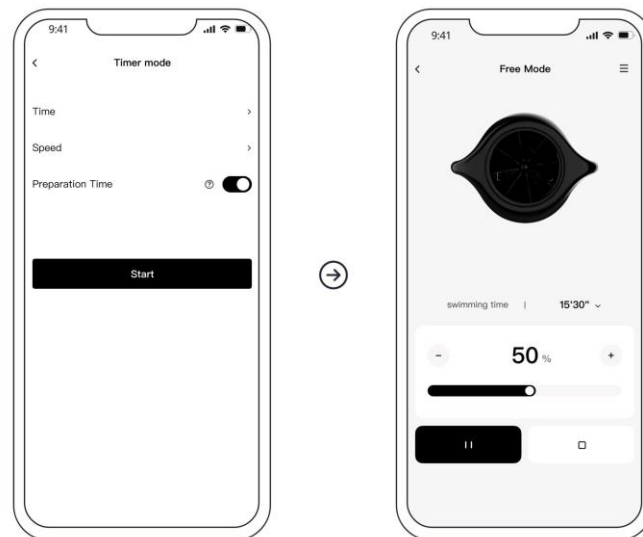 9:41
Timer mode
Time
Speed
Preparation Time
Start
9:41
Free Mode
swimming time | 15'30"
- 50 % +